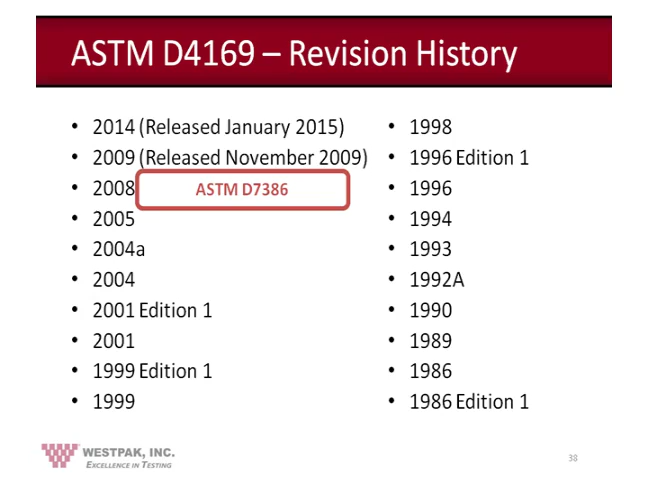 ASTM D4169 – Revision History
• 2014 (Released January 2015)
• 2009 (Released November 2009)
• 2008
ASTM D7386
• 2005
• 2004a
• 2004
• 2001 Edition 1
• 2001
• 1999 Edition 1
• 1999
• 1998
• 1996 Edition 1
• 1996
• 1994
• 1993
• 1992A
• 1990
• 1989
• 1986
• 1986 Edition 1
WESTPAK, INC.
EXCELLENCE IN TESTING
38